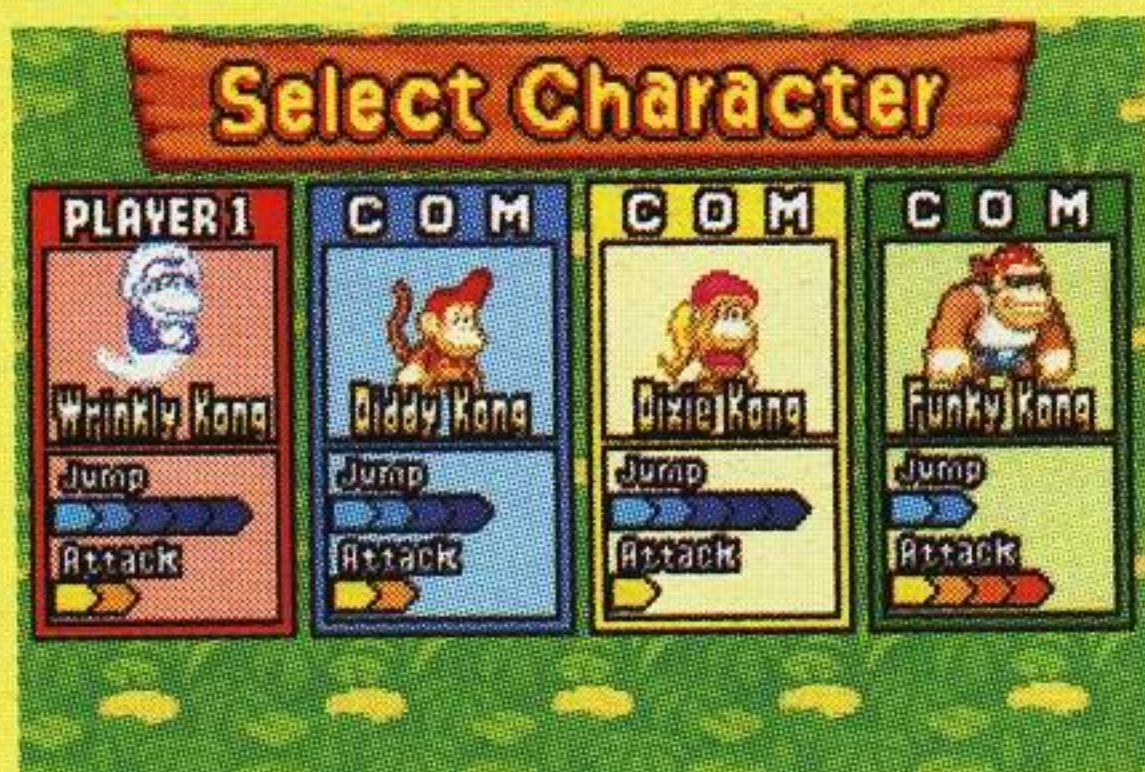 Select Character
PLAYER 1
COM
COM
COM
Wrinkly Kong
Diddy Kong
Dixie Kong
Funky Kong
Jump
Jump
Jump
Jump
Attack
Attack
Attack
Attack